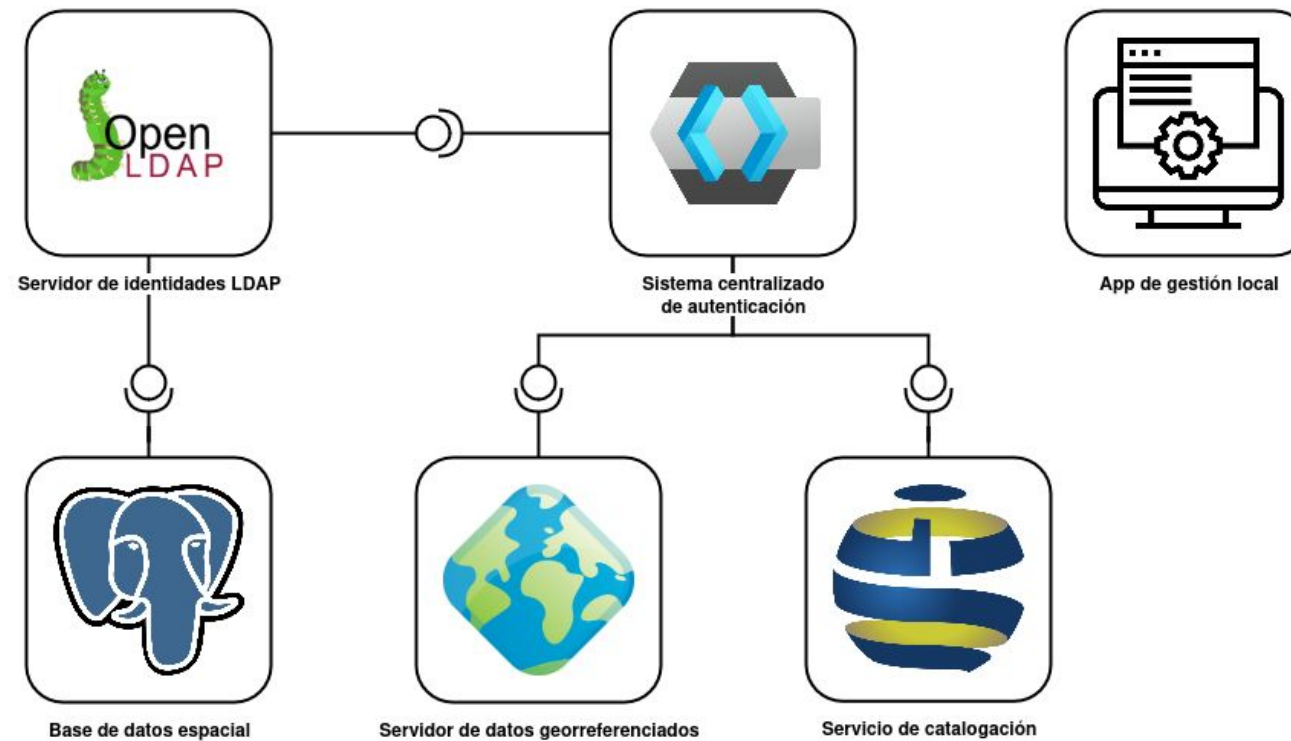 Open
LDAP
Servidor de identidades LDAP
Sistema centralizado
de autenticación
App de gestión local
Base de datos espacial
Servidor de datos georreferenciados
Servicio de catalogación